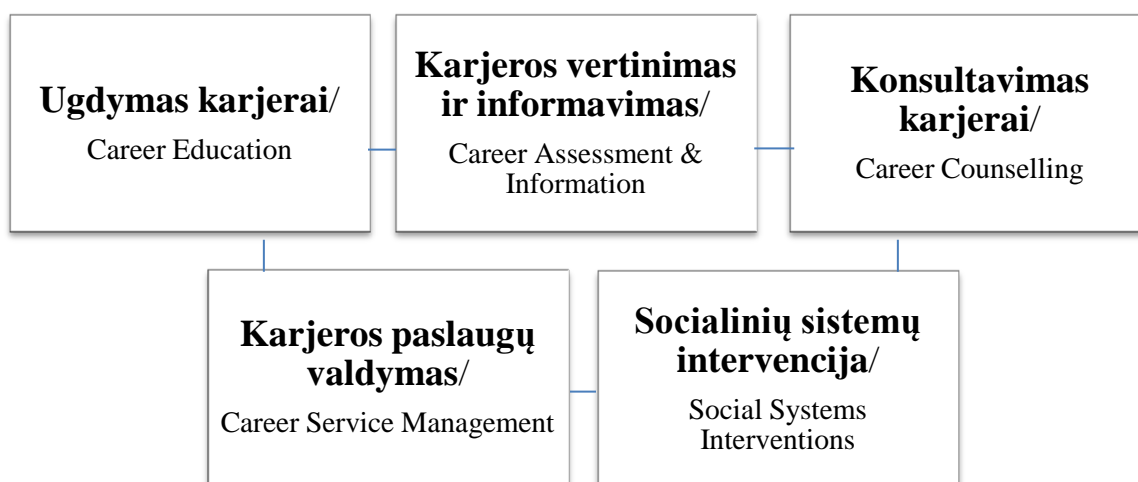 Ugdymas karjerai/
Career Education
Karjeros vertinimas
ir informavimas/
Career Assessment &
Information
Konsultavimas
karjerai/
Career Counselling
Karjeros paslaugų
valdymas/
Career Service Management
Socialinių sistemų
intervencija/
Social Systems
Interventions